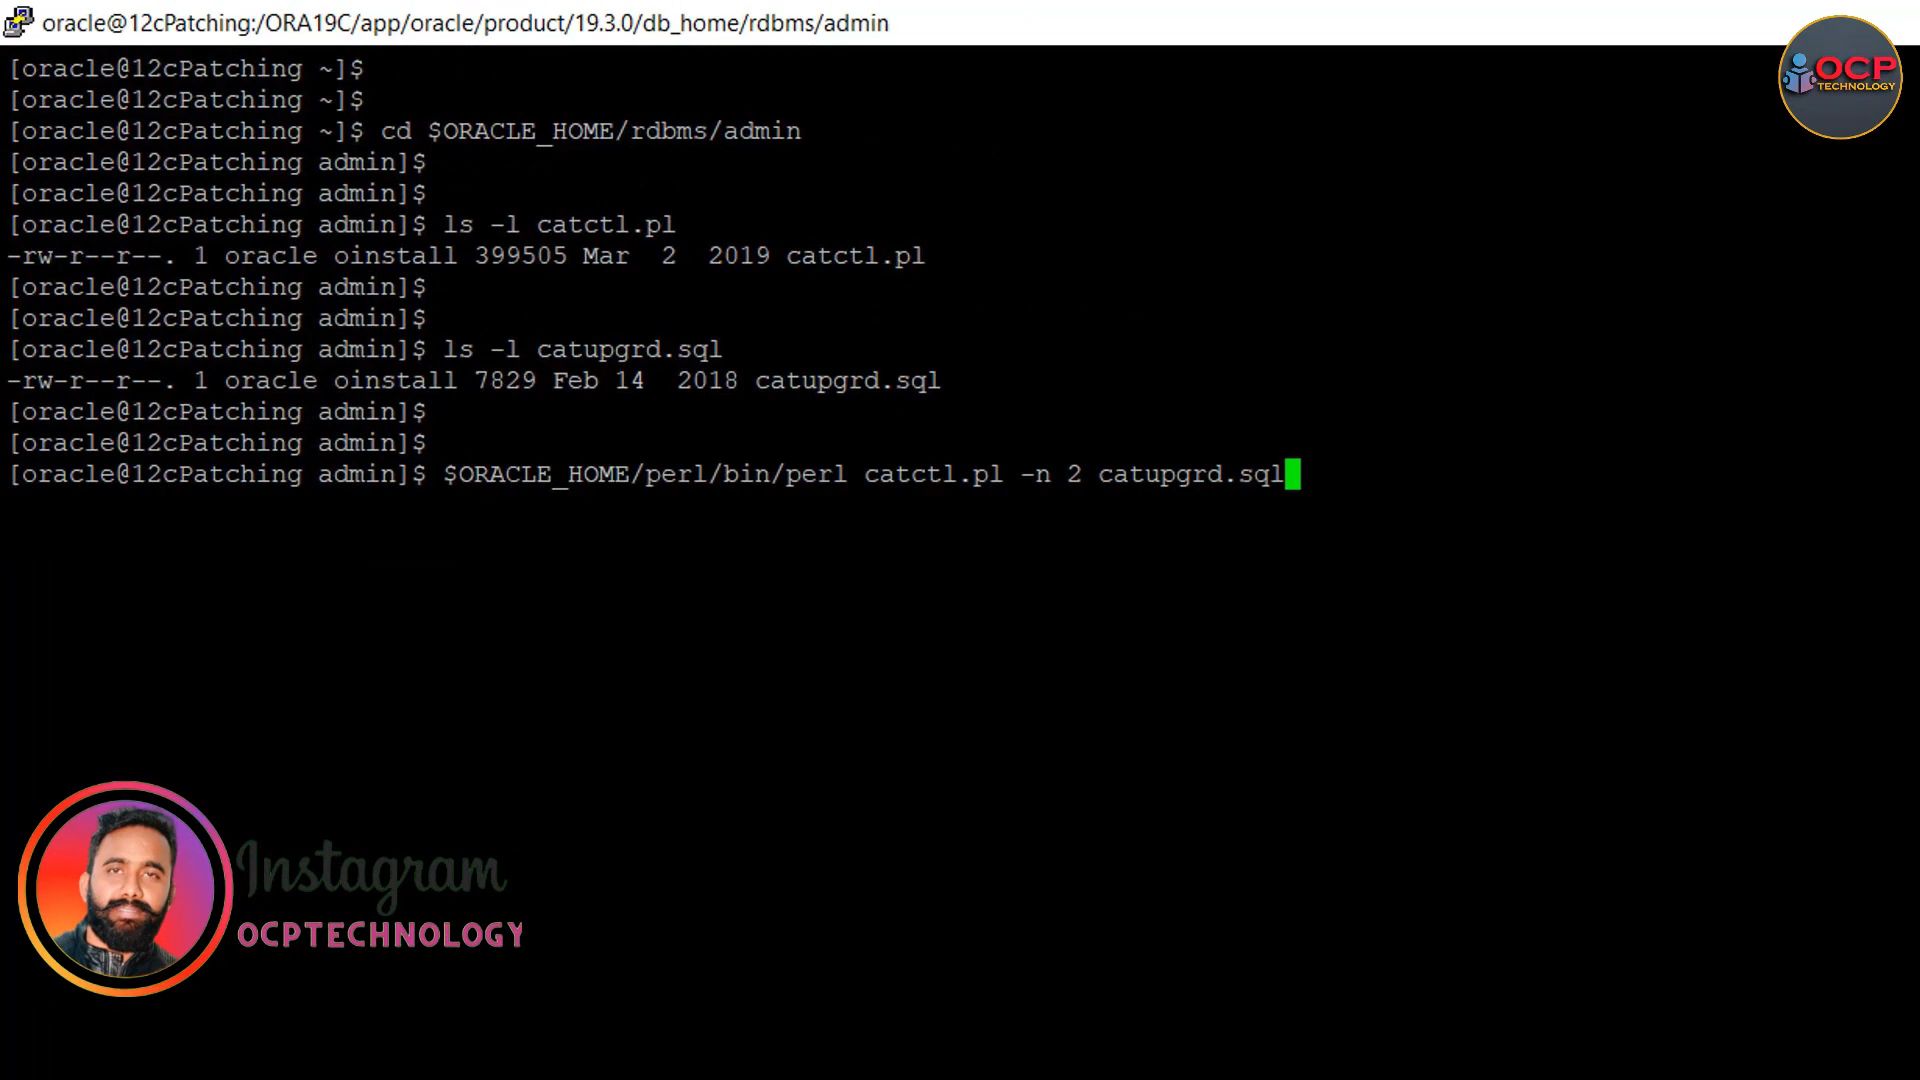 oracle@12cPatching:/ORA19C/app/oracle/product/19.3.0/db_home/rdbms/admin
OCP
TECHNOLOGY
[oracle@12cPatching ~]$
[oracle@12cPatching ~]$
[oracle@12cPatching ~]$ cd $ORACLE_HOME/rdbms/admin
[oracle@12cPatching admin]$
[oracle@12cPatching admin]$
[oracle@12cPatching admin]$ ls -l catctl.pl
-rw-r--r--. 1 oracle oinstall 399505 Mar  2  2019 catctl.pl
[oracle@12cPatching admin]$
[oracle@12cPatching admin]$
[oracle@12cPatching admin]$ ls -l catupgrd.sql
-rw-r--r--. 1 oracle oinstall 7829 Feb 14  2018 catupgrd.sql
[oracle@12cPatching admin]$
[oracle@12cPatching admin]$
[oracle@12cPatching admin]$ $ORACLE_HOME/perl/bin/perl catctl.pl -n 2 catupgrd.sql
Instagram
OCPTECHNOLOGY